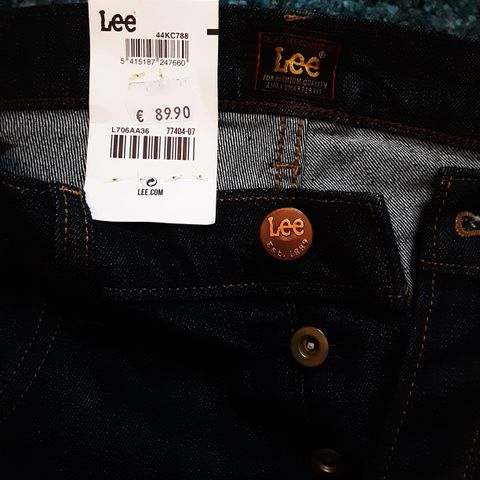 Lee
44KC788
5 415187 247660
€ 89.90
L706AA36 77404-07
LEE.COM
Lee®
FOR PREMIUM QUALITY
AND A SMARTER FIT
Lee
EST. 1889